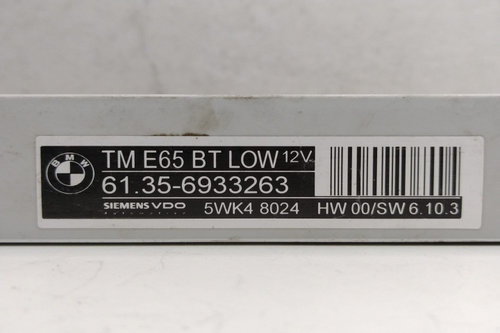 BMW
TM E65 BT LOW 12V
61.35-6933263
SIEMENS VDO 5WK4 8024 HW 00/SW 6.10.3
Automotive